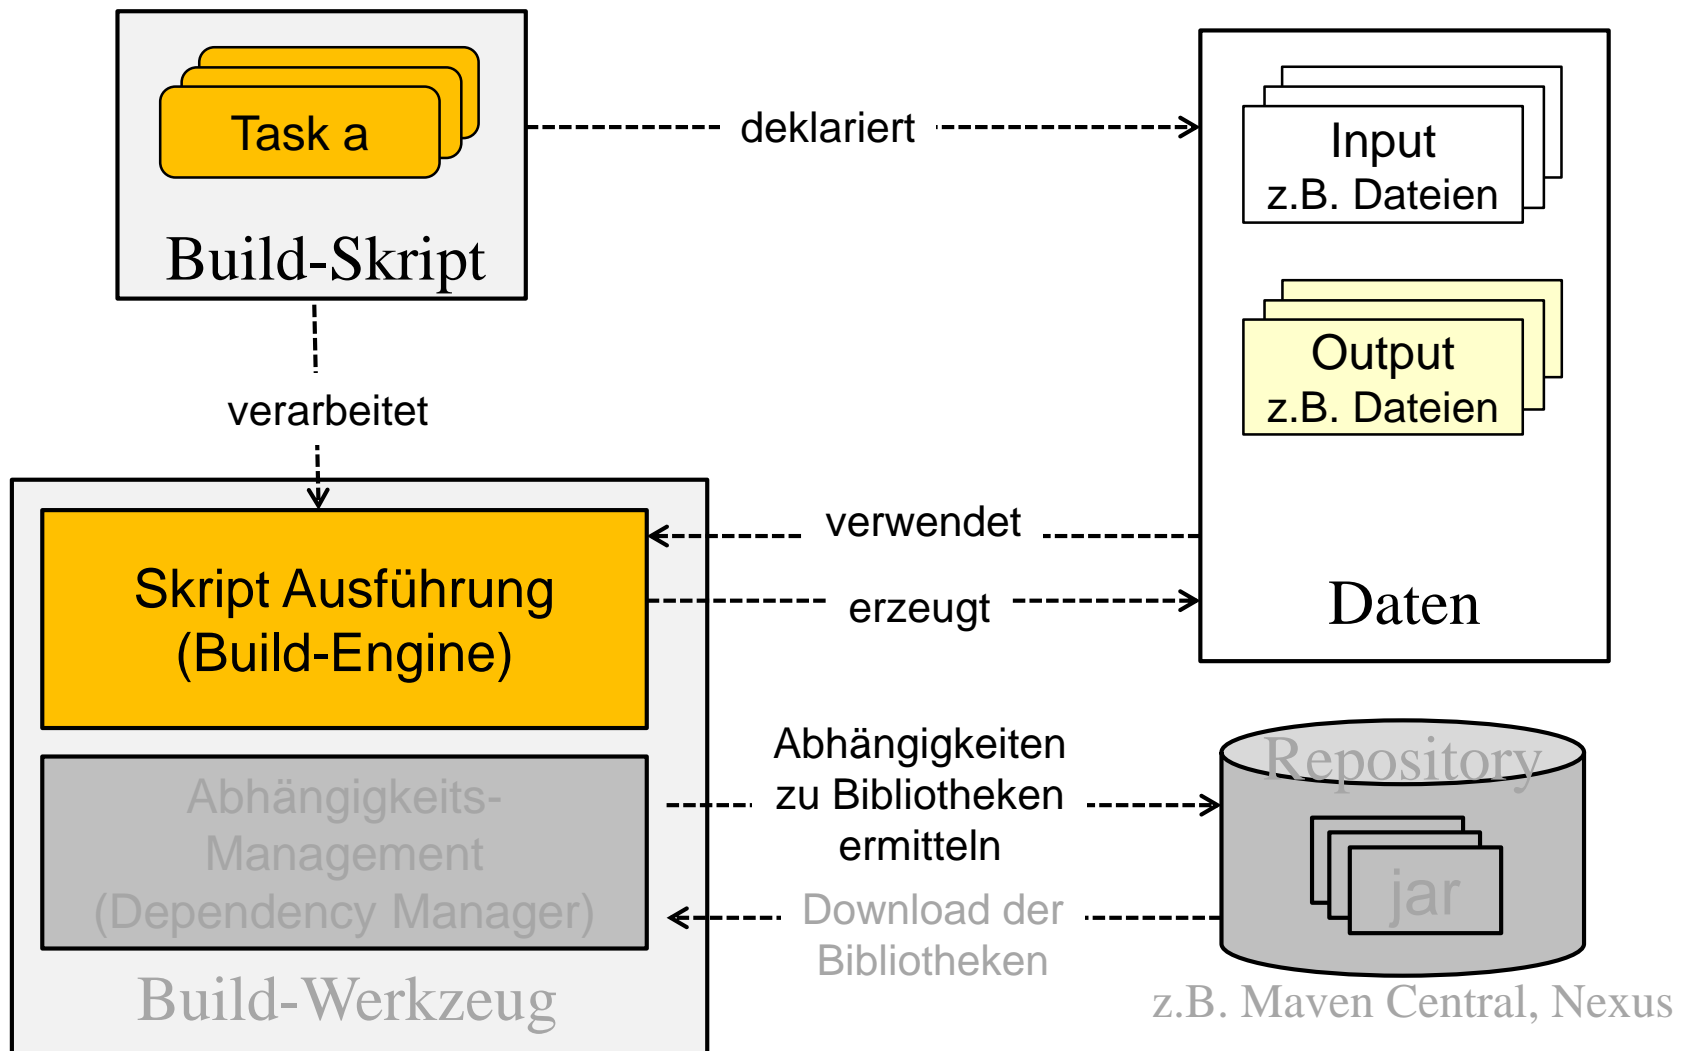 Task a
Build-Skript
deklariert
Input
z.B. Dateien
Output
z.B. Dateien
Daten
verarbeitet
Skript Ausführung
(Build-Engine)
verwendet
erzeugt
Abhängigkeits-
Management
(Dependency Manager)
Build-Werkzeug
Abhängigkeiten
zu Bibliotheken
ermitteln
Download der
Bibliotheken
Repository
jar
z.B. Maven Central, Nexus